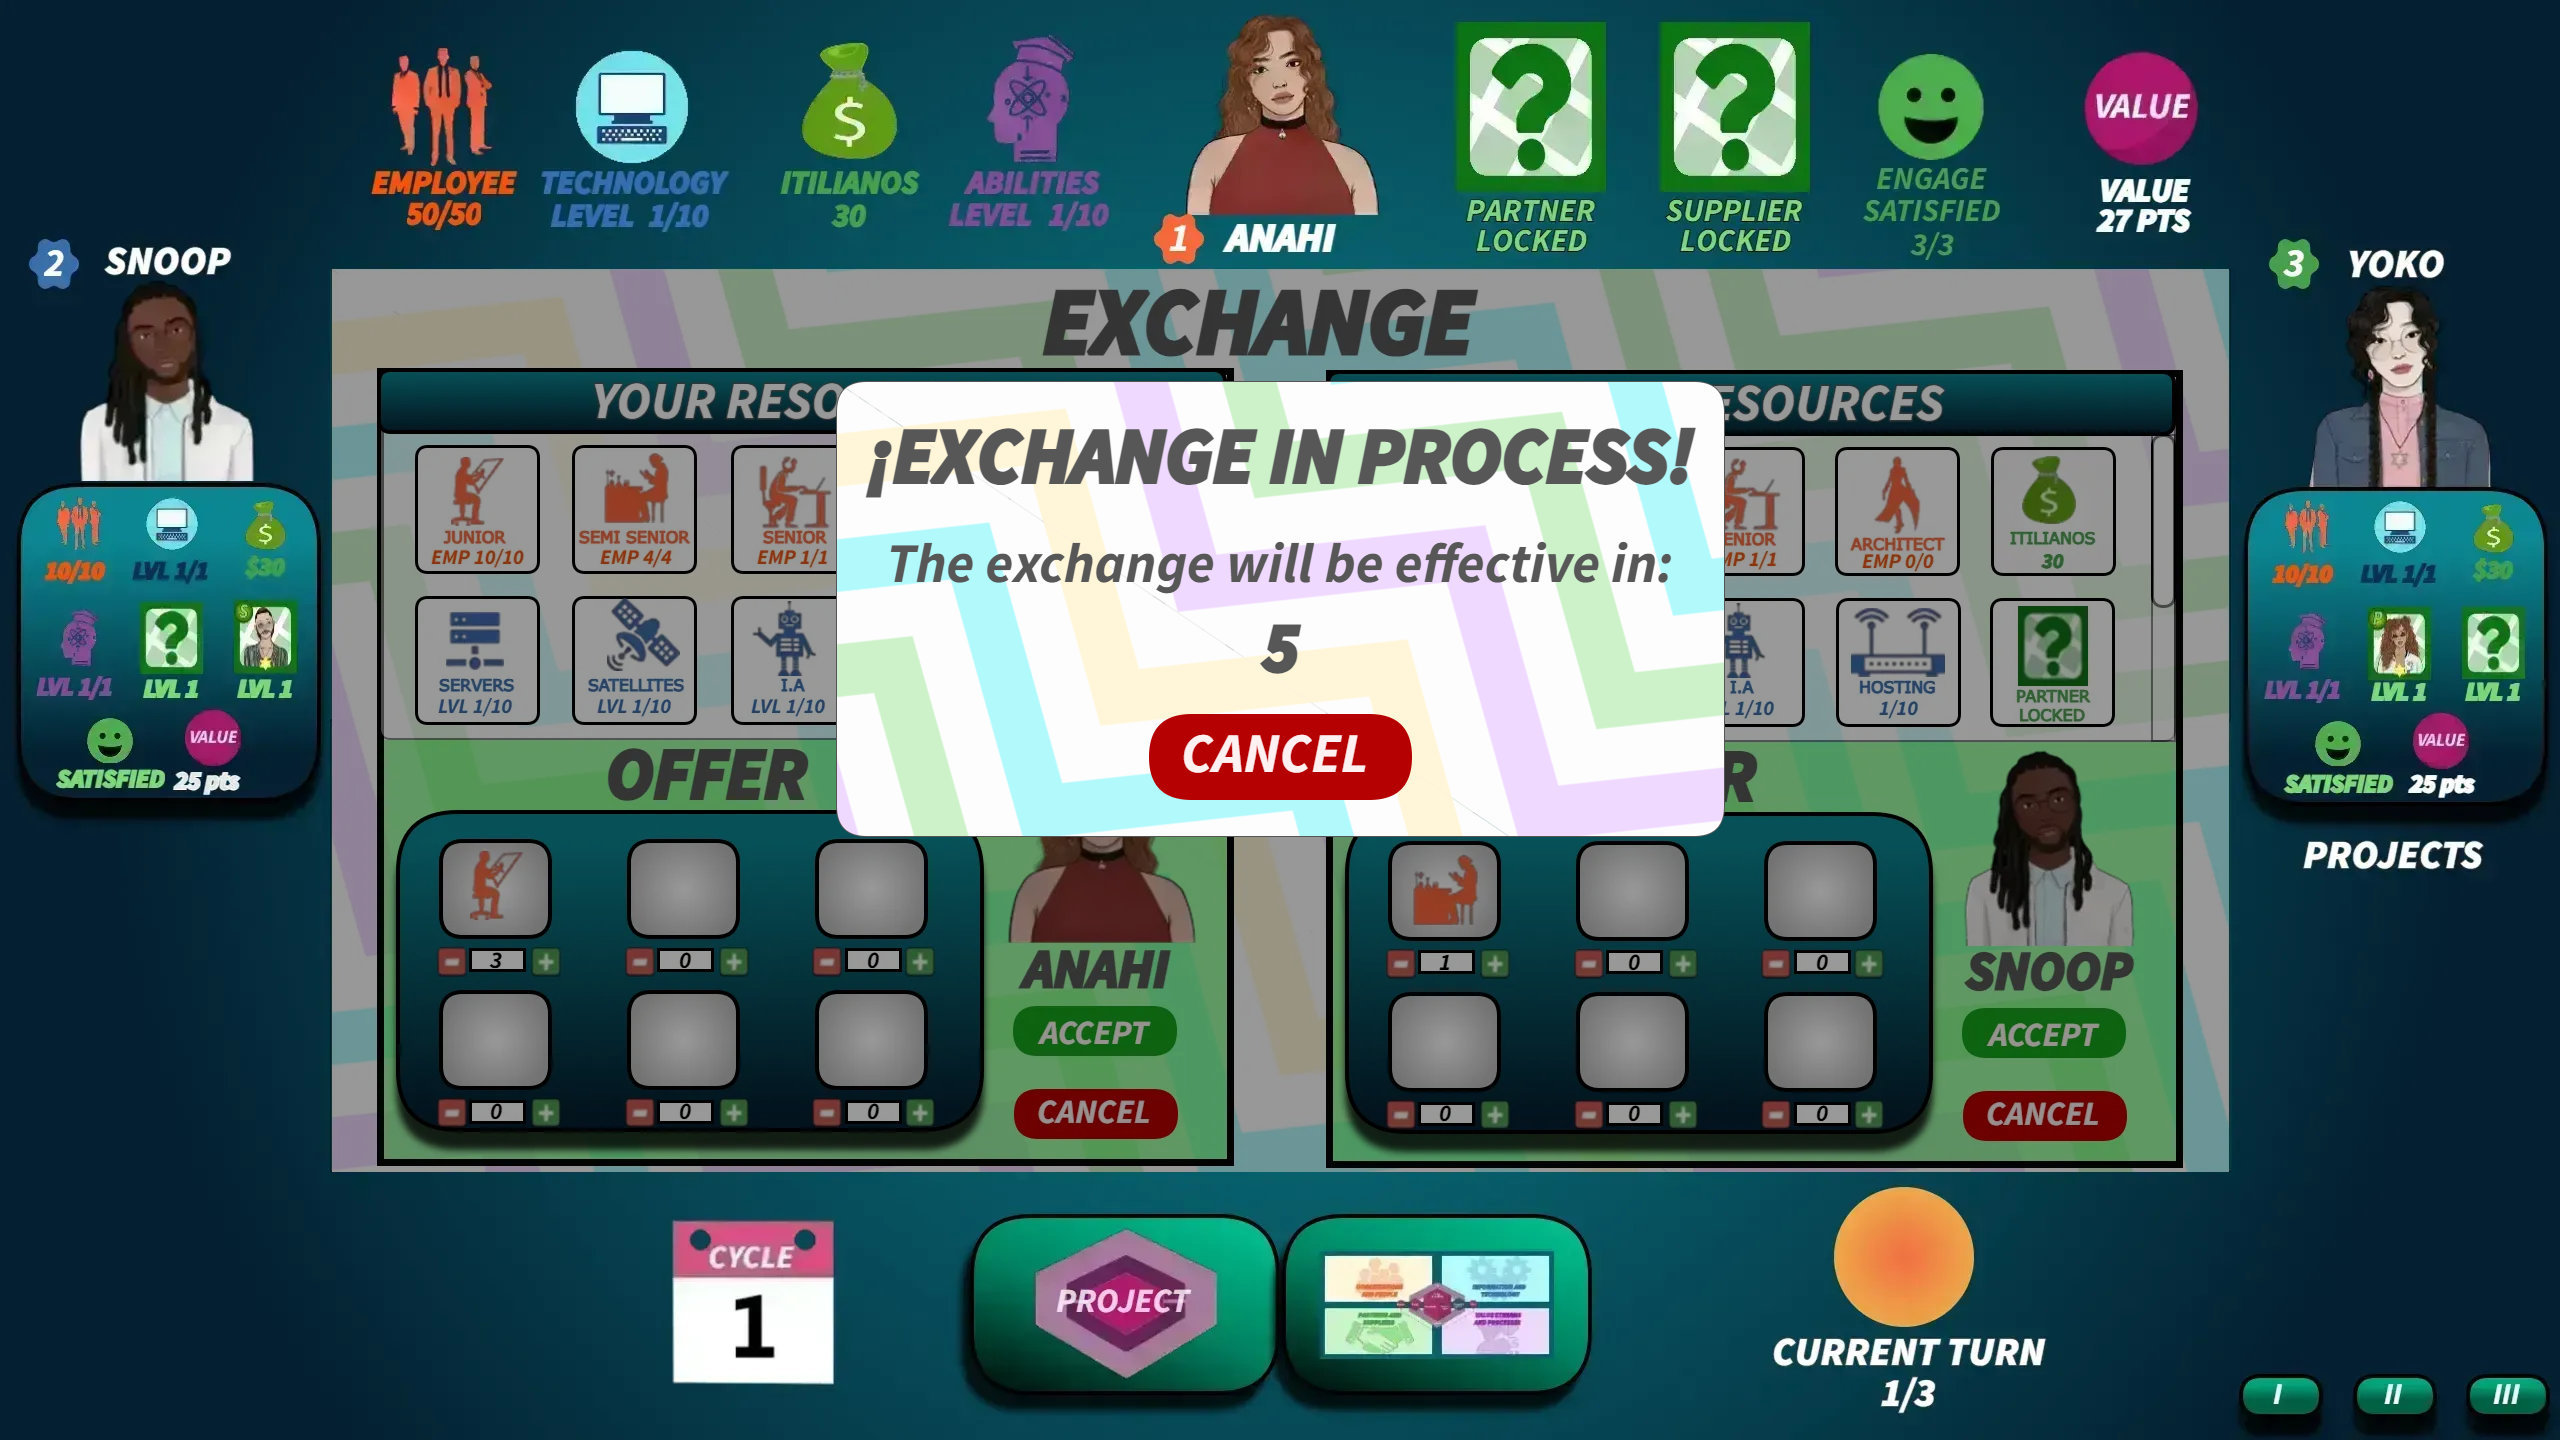 EMPLOYEE
50/50
TECHNOLOGY
LEVEL 1/10
ITILIANOS
30
ABILITIES
LEVEL 1/10
1 ANAHI
PARTNER
LOCKED
SUPPLIER
LOCKED
ENGAGE
SATISFIED
3/3
VALUE
VALUE
27 PTS
2 SNOOP
10/10 LVL 1/1 $30
LVL 1/1 LVL 1 LVL 1
VALUE
SATISFIED 25 pts
3 YOKO
10/10 LVL 1/1 $30
LVL 1/1 LVL 1 LVL 1
VALUE
SATISFIED 25 pts
PROJECTS
EXCHANGE
YOUR RESO
JUNIOR
EMP 10/10
SEMI SENIOR
EMP 4/4
SENIOR
EMP 1/1
SERVERS
LVL 1/10
SATELLITES
LVL 1/10
I.A
LVL 1/10
OFFER
3 0 0
0 0 0
ANAHI
ACCEPT
CANCEL
¡EXCHANGE IN PROCESS!
The exchange will be effective in:
5
CANCEL
ESOURCES
ENIOR
MP 1/1
ARCHITECT
EMP 0/0
ITILIANOS
30
I.A
L 1/10
HOSTING
1/10
PARTNER
LOCKED
R
1 0 0
0 0 0
SNOOP
ACCEPT
CANCEL
CYCLE
1
PROJECT
CURRENT TURN
1/3
I II III